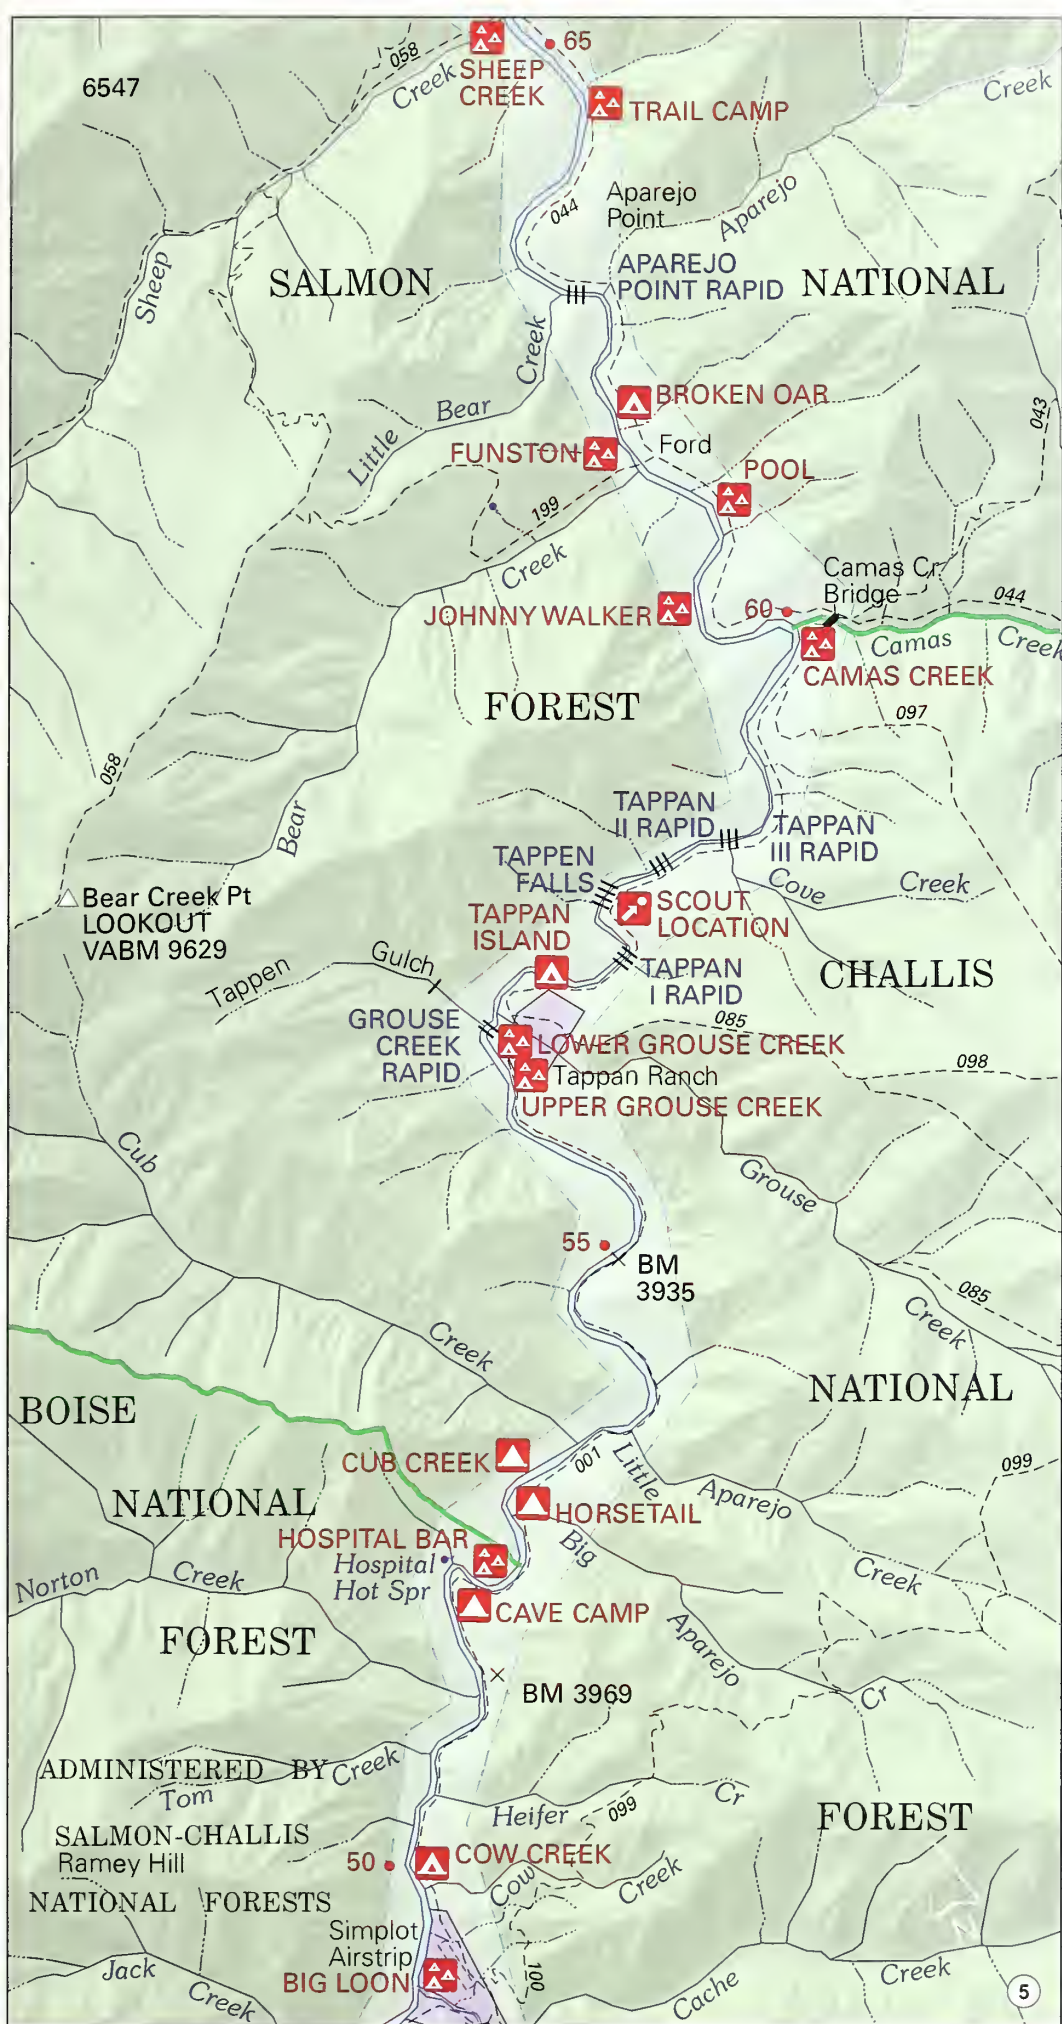 65
058
SHEEP
CREEK
6547
Creek
Creek
TRAIL CAMP
044
Aparejo
Point
Aparejo
Sheep
SALMON
APAREJO
POINT RAPID
NATIONAL
Creek
BROKEN OAR
043
Bear
Little
FUNSTON
Ford
POOL
199
Creek
Camas Cr
Bridge
044
JOHNNY WALKER
60
Camas
Creek
CAMAS CREEK
FOREST
097
058
TAPPAN
II RAPID
TAPPAN
III RAPID
Bear
TAPPEN
FALLS
Cove
Creek
Bear Creek Pt
LOOKOUT
VABM 9629
SCOUT
LOCATION
TAPPAN
ISLAND
Gulch
Tappen
TAPPAN
I RAPID
CHALLIS
GROUSE
CREEK
RAPID
085
LOWER GROUSE CREEK
098
Tappan Ranch
UPPER GROUSE CREEK
Cub
Grouse
55
BM
3935
085
Creek
Creek
NATIONAL
BOISE
CUB CREEK
001
Little
099
Aparejo
NATIONAL
HORSETAIL
HOSPITAL BAR
Big
Hospital
Hot Spr
Norton
Creek
Creek
CAVE CAMP
FOREST
Aparejo
BM 3969
Cr
ADMINISTERED BY
Creek
Tom
Heifer
099
Cr
FOREST
SALMON-CHALLIS
Ramey Hill
50
COW CREEK
Cow
Creek
NATIONAL FORESTS
Simplot
Airstrip
BIG LOON
100
Jack
Creek
Cache
Creek
5